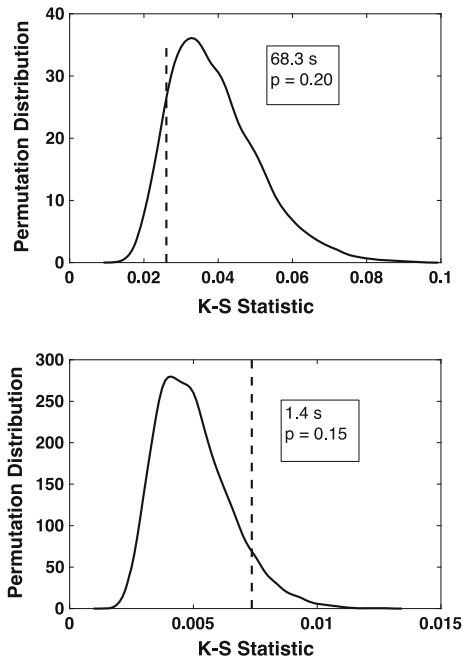 40
30
20
10
0
Permutation Distribution
68.3 s
p = 0.20
0 0.02 0.04 0.06 0.08 0.1
K-S Statistic
300
250
200
150
100
50
0
Permutation Distribution
1.4 s
p = 0.15
0 0.005 0.01 0.015
K-S Statistic